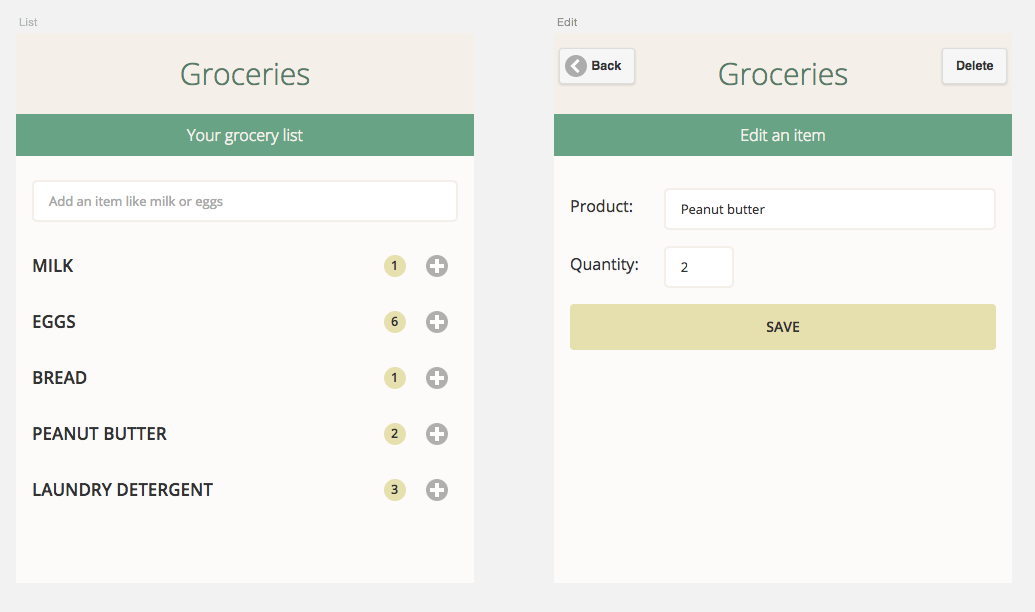 List
Groceries
Your grocery list
Add an item like milk or eggs
MILK 1
EGGS 6
BREAD 1
PEANUT BUTTER 2
LAUNDRY DETERGENT 3
Edit
Back
Groceries
Delete
Edit an item
Product: Peanut butter
Quantity: 2
SAVE